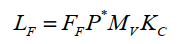 L_F = F_F P^* M_V K_C